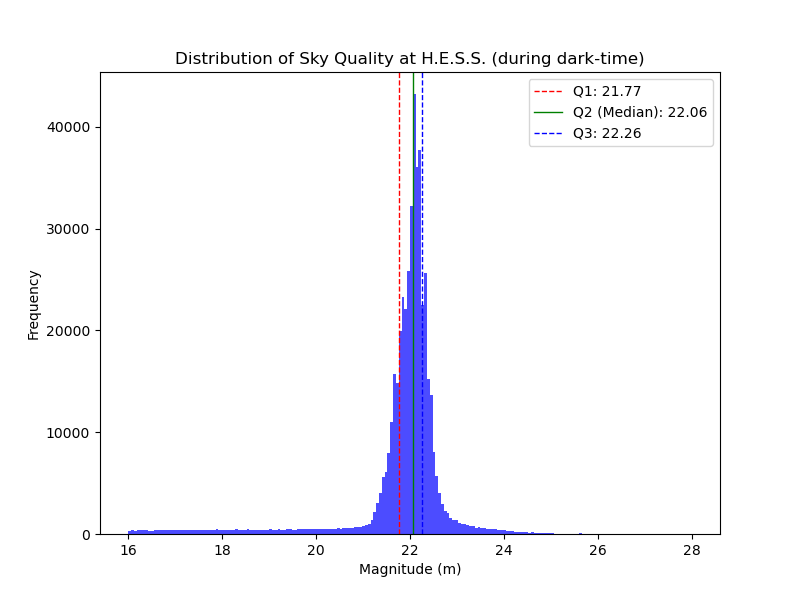 Distribution of Sky Quality at H.E.S.S. (during dark-time)
Q1: 21.77
Q2 (Median): 22.06
Q3: 22.26
40000
30000
20000
10000
0
Frequency
16 18 20 22 24 26 28
Magnitude (m)